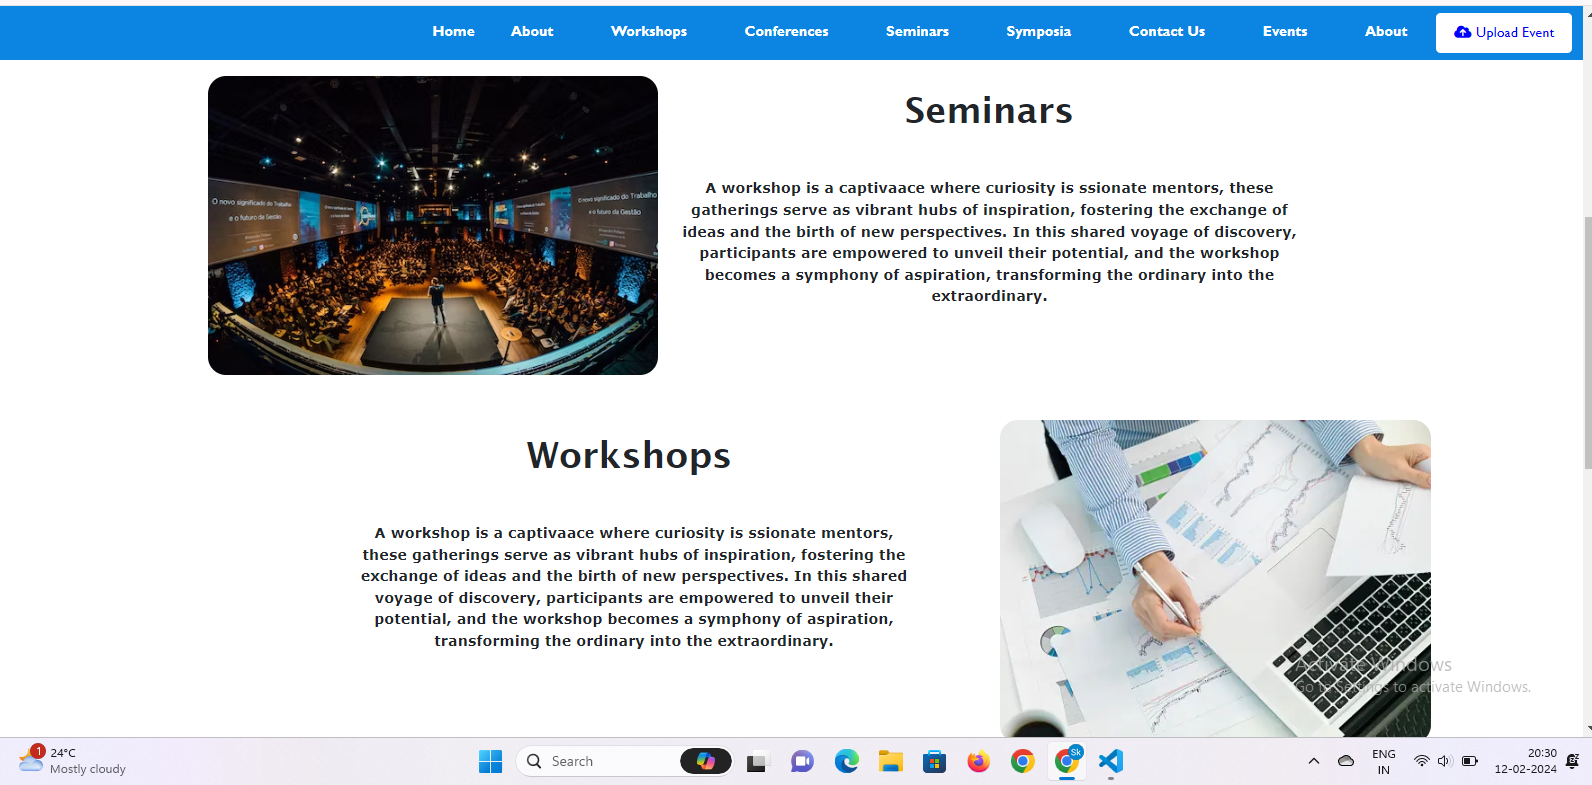 Home About Workshops Conferences Seminars Symposia Contact Us Events About Upload Event
Seminars
A workshop is a captivaace where curiosity is ssionate mentors, these
gatherings serve as vibrant hubs of inspiration, fostering the exchange of
ideas and the birth of new perspectives. In this shared voyage of discovery,
participants are empowered to unveil their potential, and the workshop
becomes a symphony of aspiration, transforming the ordinary into the
extraordinary.
O novo significado do Trabalho
e o futuro da Gestão
o novo significado do Trabalho
e o futuro da Gestão
Workshops
A workshop is a captivaace where curiosity is ssionate mentors,
these gatherings serve as vibrant hubs of inspiration, fostering the
exchange of ideas and the birth of new perspectives. In this shared
voyage of discovery, participants are empowered to unveil their
potential, and the workshop becomes a symphony of aspiration,
transforming the ordinary into the extraordinary.
Activate Windows
Go to Settings to activate Windows.
1
24°C
Mostly cloudy
Search
Sk
ENG
IN
20:30
12-02-2024